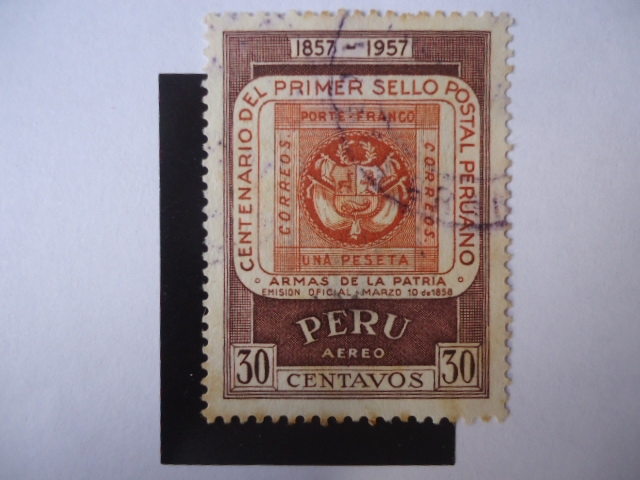 1857-1957
CENTENARIO DEL PRIMER SELLO POSTAL PERUANO
PORTE FRANCO
CORREOS.
CORREOS.
UNA PESETA
ARMAS DE LA PATRIA
EMISION OFICIAL - MARZO 10 de 1858
PERU
AEREO
30 CENTAVOS 30